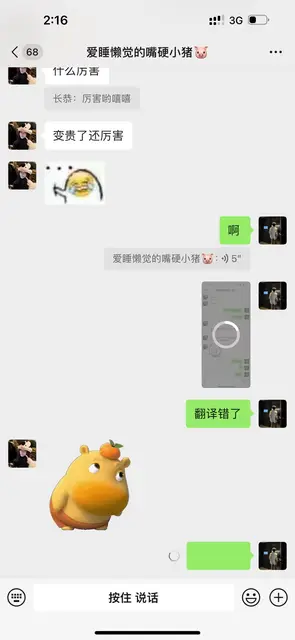 2:16
3G
68
爱睡懒觉的嘴硬小猪🐷
什么厉害
长恭：厉害哟嘻嘻
变贵了还厉害
啊
爱睡懒觉的嘴硬小猪🐷: 5"
翻译错了
按住 说话